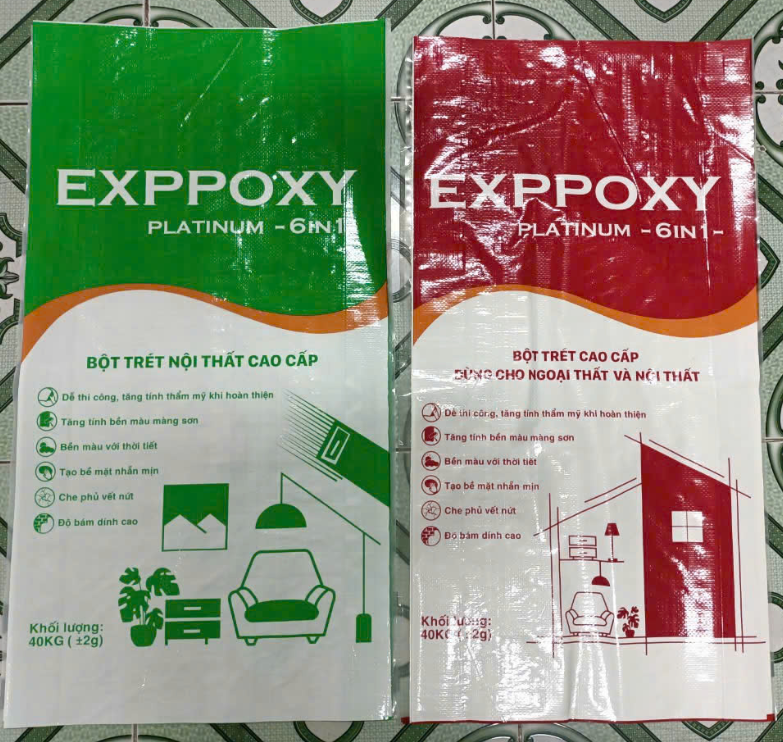 EXPPOXY
PLATINUM - 6IN1
BỘT TRÉT NỘI THẤT CAO CẤP
Dễ thi công, tăng tính thẩm mỹ khi hoàn thiện
Tăng tính bền màu màng sơn
Bền màu với thời tiết
Tạo bề mặt nhẵn mịn
Che phủ vết nứt
Độ bám dính cao
Khối lượng:
40KG ( ±2g)
EXPPOXY
PLATINUM -6IN1-
BỘT TRÉT CAO CẤP
DÙNG CHO NGOẠI THẤT VÀ NỘI THẤT
Dễ thi công, tăng tính thẩm mỹ khi hoàn thiện
Tăng tính bền màu màng sơn
Bền màu với thời tiết
Tạo bề mặt nhẵn mịn
Che phủ vết nứt
Độ bám dính cao
Khối lượng:
40KG (±2g)